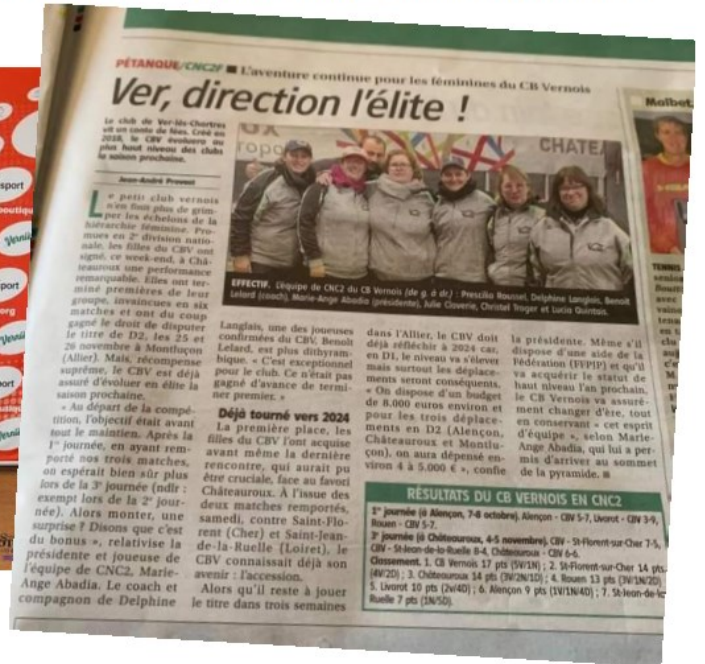 PÉTANQUE/CNC2F ■ L'aventure continue pour les féminines du CB Vernois
Ver, direction l'élite !
Le club de Ver-lès-Chartres
vit un conte de fées. Créé en
2018, le CBV évoluera au
plus haut niveau des clubs
la saison prochaine.
Jean-André Provost
Le petit club vernois
n'en finit plus de grim-
per les échelons de la
hiérarchie féminine. Pro-
mues en 2e division natio-
nale, les filles du CBV ont
signé, ce week-end, à Châ-
teauroux une performance
remarquable. Elles ont ter-
miné premières de leur
groupe, invaincues en six
matches et ont du coup
gagné le droit de disputer
le titre de D2, les 25 et
26 novembre à Montluçon
(Allier). Mais, récompense
suprême, le CBV est déjà
assuré d'évoluer en élite la
saison prochaine.
« Au départ de la compé-
tition, l'objectif était avant
tout le maintien. Après la
1re journée, en ayant rem-
porté nos trois matches,
on espérait bien sûr plus
lors de la 3e journée (ndlr :
exempt lors de la 2e jour-
née). Alors monter, une
surprise ? Disons que c'est
du bonus », relativise la
présidente et joueuse de
l'équipe de CNC2, Marie-
Ange Abadia. Le coach et
compagnon de Delphine
CHATEA
EFFECTIF. L'équipe de CNC2 du CB Vernois (de g. à dr.) : Prescilia Roussel, Delphine Langlois, Benoit
Lelard (coach), Marie-Ange Abadia (présidente), Julie Claverie, Christel Trager et Lucia Quintais.
Langlais, une des joueuses
confirmées du CBV, Benoit
Lelard, est plus dithyram-
bique. « C'est exceptionnel
pour le club. Ce n'était pas
gagné d'avance de termi-
ner premier. »
Déjà tourné vers 2024
La première place, les
filles du CBV l'ont acquise
avant même la dernière
rencontre, qui aurait pu
être cruciale, face au favori
Châteauroux. À l'issue des
deux matches remportés,
samedi, contre Saint-Flo-
rent (Cher) et Saint-Jean-
de-la-Ruelle (Loiret), le
CBV connaissait déjà son
avenir : l'accession.
Alors qu'il reste à jouer
le titre dans trois semaines
dans l'Allier, le CBV doit
déjà réfléchir à 2024 car,
en D1, le niveau va s'élever
mais surtout les déplace-
ments seront conséquents.
« On dispose d'un budget
de 8.000 euros environ et
pour les trois déplace-
ments en D2 (Alençon,
Châteauroux et Montlu-
çon), on aura dépensé en-
viron 4 à 5.000 € », confie
la présidente. Même s'il
dispose d'une aide de la
Fédération (FFPJP) et qu'il
va acquérir le statut de
haut niveau l'an prochain,
le CB Vernois va assuré-
ment changer d'ère, tout
en conservant « cet esprit
d'équipe », selon Marie-
Ange Abadia, qui lui a per-
mis d'arriver au sommet
de la pyramide. ■
RÉSULTATS DU CB VERNOIS EN CNC2
1re journée (à Alençon, 7-8 octobre). Alençon - CBV 5-7, Livarot - CBV 3-9,
Rouen - CBV 5-7.
3e journée (à Châteauroux, 4-5 novembre). CBV - St-Florent-sur-Cher 7-5,
CBV - St-Jean-de-la-Ruelle 8-4, Châteauroux - CBV 6-6.
Classement. 1. CB Vernois 17 pts (5V/1N) ; 2. St-Florent-sur-Cher 14 pts
(4V/2D) ; 3. Châteauroux 14 pts (3V/2N/1D) ; 4. Rouen 13 pts (3V/1N/2D)
5. Livarot 10 pts (2v/4D) ; 6. Alençon 9 pts (1V/1N/4D) ; 7. St-Jean-de-la-
Ruelle 7 pts (1N/5D).
Malbet,
TENNIS
sport
boutiqu
port
org